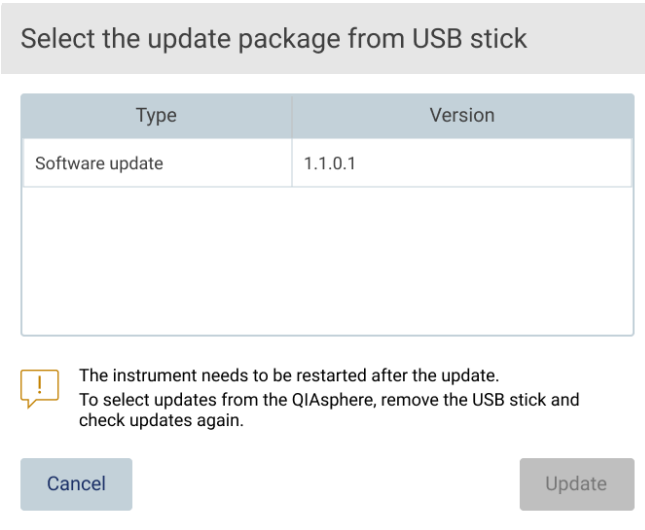 Select the update package from USB stick
Type Version
Software update 1.1.0.1
!
The instrument needs to be restarted after the update.
To select updates from the QIAsphere, remove the USB stick and
check updates again.
Cancel Update